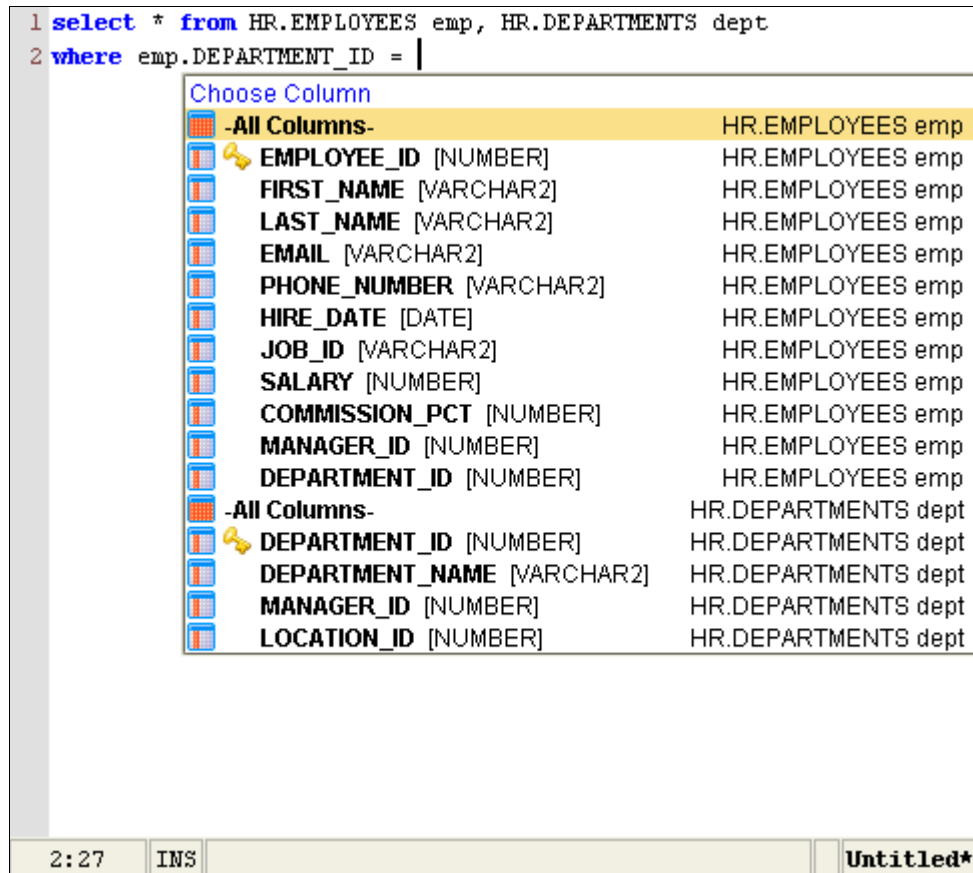 1 select * from HR.EMPLOYEES emp, HR.DEPARTMENTS dept
2 where emp.DEPARTMENT_ID =
Choose Column
-All Columns- HR.EMPLOYEES emp
EMPLOYEE_ID [NUMBER] HR.EMPLOYEES emp
FIRST_NAME [VARCHAR2] HR.EMPLOYEES emp
LAST_NAME [VARCHAR2] HR.EMPLOYEES emp
EMAIL [VARCHAR2] HR.EMPLOYEES emp
PHONE_NUMBER [VARCHAR2] HR.EMPLOYEES emp
HIRE_DATE [DATE] HR.EMPLOYEES emp
JOB_ID [VARCHAR2] HR.EMPLOYEES emp
SALARY [NUMBER] HR.EMPLOYEES emp
COMMISSION_PCT [NUMBER] HR.EMPLOYEES emp
MANAGER_ID [NUMBER] HR.EMPLOYEES emp
DEPARTMENT_ID [NUMBER] HR.EMPLOYEES emp
-All Columns- HR.DEPARTMENTS dept
DEPARTMENT_ID [NUMBER] HR.DEPARTMENTS dept
DEPARTMENT_NAME [VARCHAR2] HR.DEPARTMENTS dept
MANAGER_ID [NUMBER] HR.DEPARTMENTS dept
LOCATION_ID [NUMBER] HR.DEPARTMENTS dept
2:27 INS Untitled*